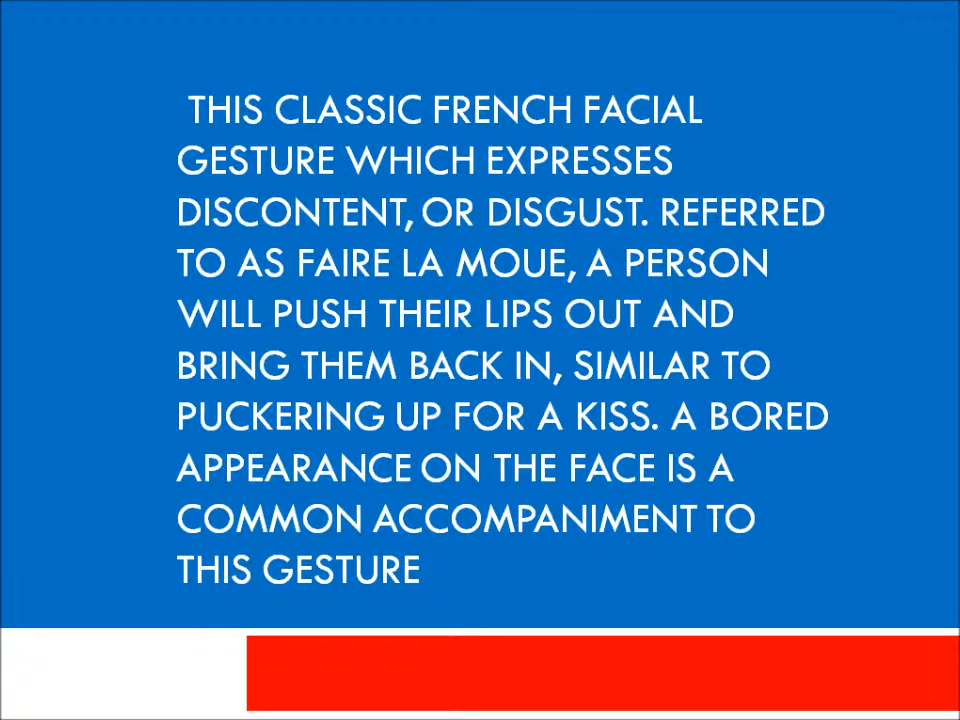 THIS CLASSIC FRENCH FACIAL
GESTURE WHICH EXPRESSES
DISCONTENT, OR DISGUST. REFERRED
TO AS FAIRE LA MOUE, A PERSON
WILL PUSH THEIR LIPS OUT AND
BRING THEM BACK IN, SIMILAR TO
PUCKERING UP FOR A KISS. A BORED
APPEARANCE ON THE FACE IS A
COMMON ACCOMPANIMENT TO
THIS GESTURE